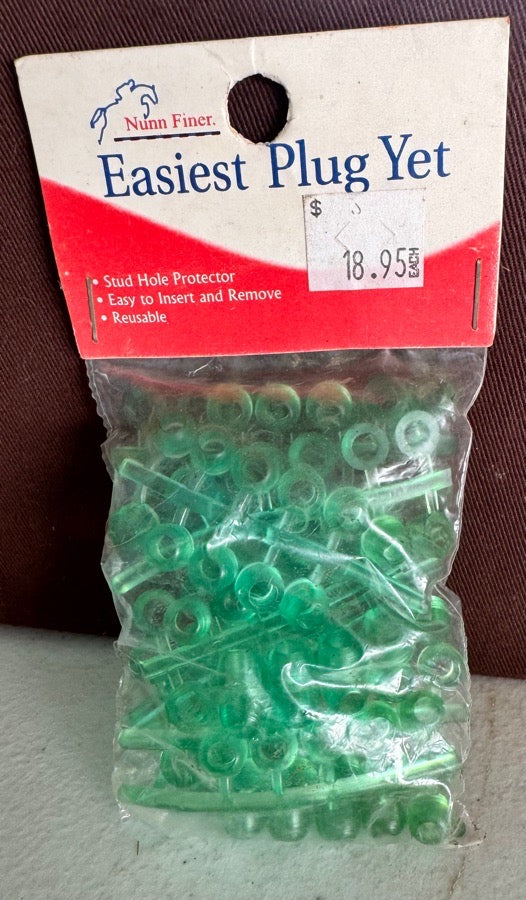 Nunn Finer.
Easiest Plug Yet
$
18.95 EACH
• Stud Hole Protector
• Easy to Insert and Remove
• Reusable